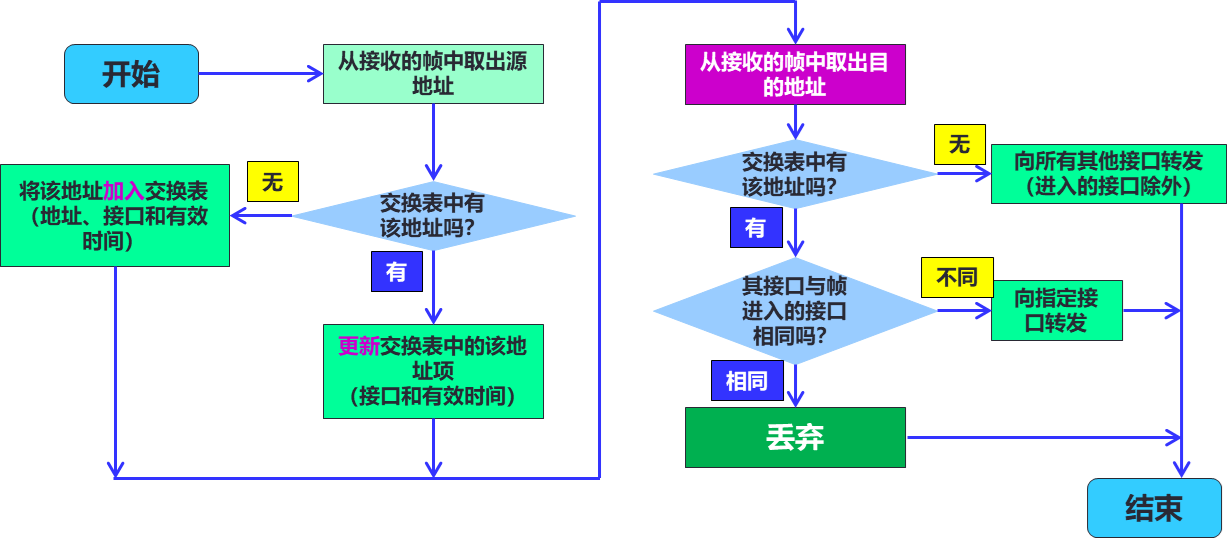 开始
从接收的帧中取出源
地址
无
将该地址加入交换表
（地址、接口和有效
时间）
交换表中有
该地址吗？
有
更新交换表中的该地
址项
（接口和有效时间）
从接收的帧中取出目
的地址
交换表中有
该地址吗？
无
向所有其他接口转发
（进入的接口除外）
有
其接口与帧
进入的接口
相同吗？
不同
向指定接
口转发
相同
丢弃
结束